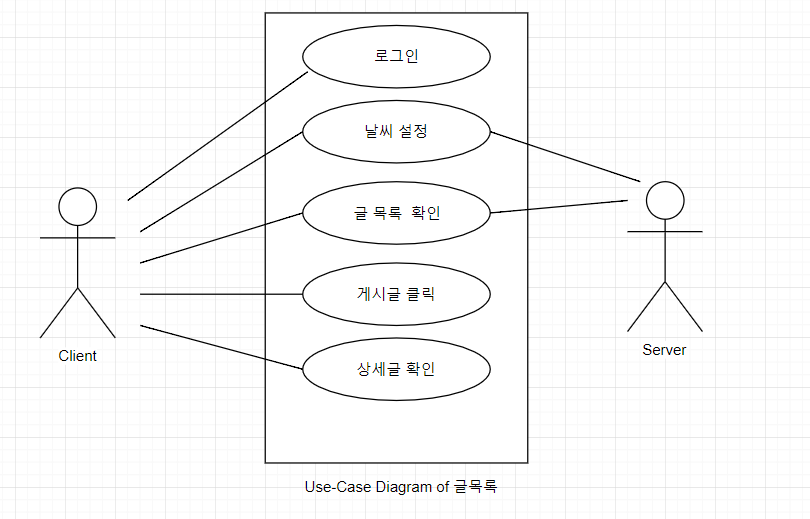 로그인
날씨 설정
글 목록 확인
게시글 클릭
상세글 확인
Client
Server
Use-Case Diagram of 글목록